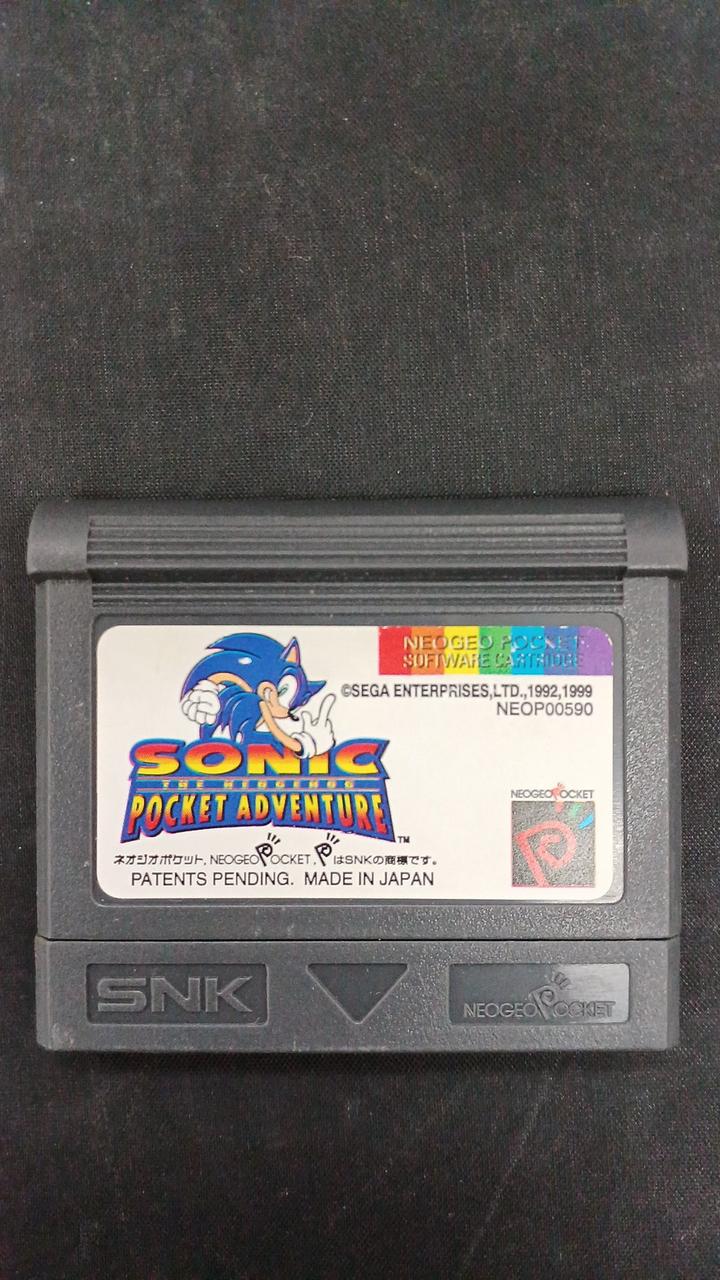 NEOGEO POCKET
SOFTWARE CARTRIDGE
©SEGA ENTERPRISES,LTD.,1992,1999
NEOP00590
SONIC
THE HEDGEHOG
POCKET ADVENTURE
™
NEOGEO POCKET
ネオジオポケット, NEOGEO POCKET, P はSNKの商標です。
PATENTS PENDING. MADE IN JAPAN
SNK
NEOGEO POCKET